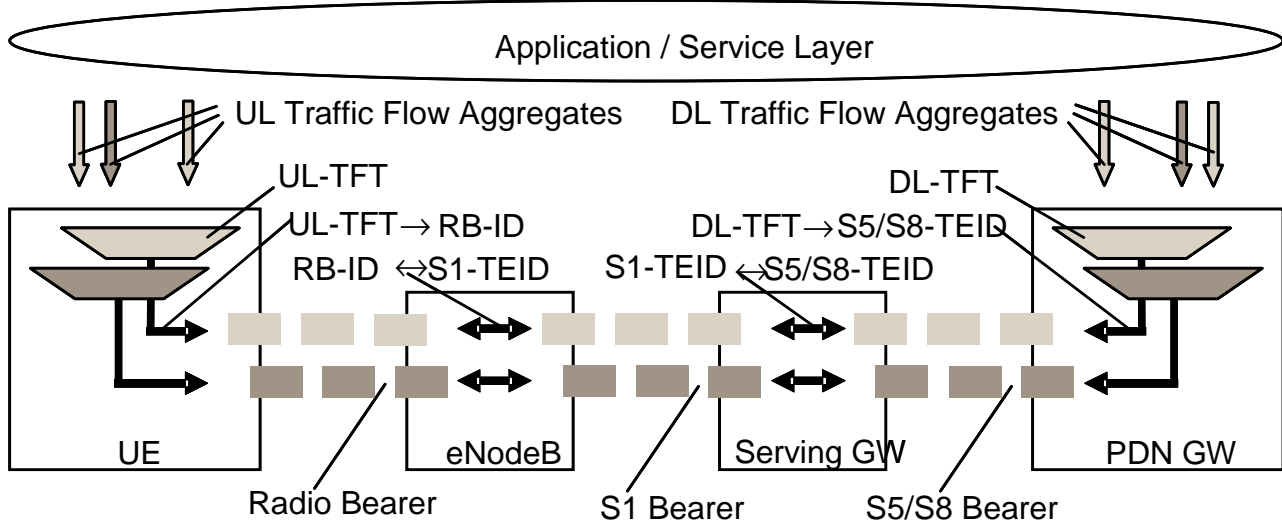 Application / Service Layer
UL Traffic Flow Aggregates
DL Traffic Flow Aggregates
UL-TFT
DL-TFT
UL-TFT → RB-ID
DL-TFT → S5/S8-TEID
RB-ID ↔ S1-TEID
S1-TEID ↔ S5/S8-TEID
UE
eNodeB
Serving GW
PDN GW
Radio Bearer
S1 Bearer
S5/S8 Bearer